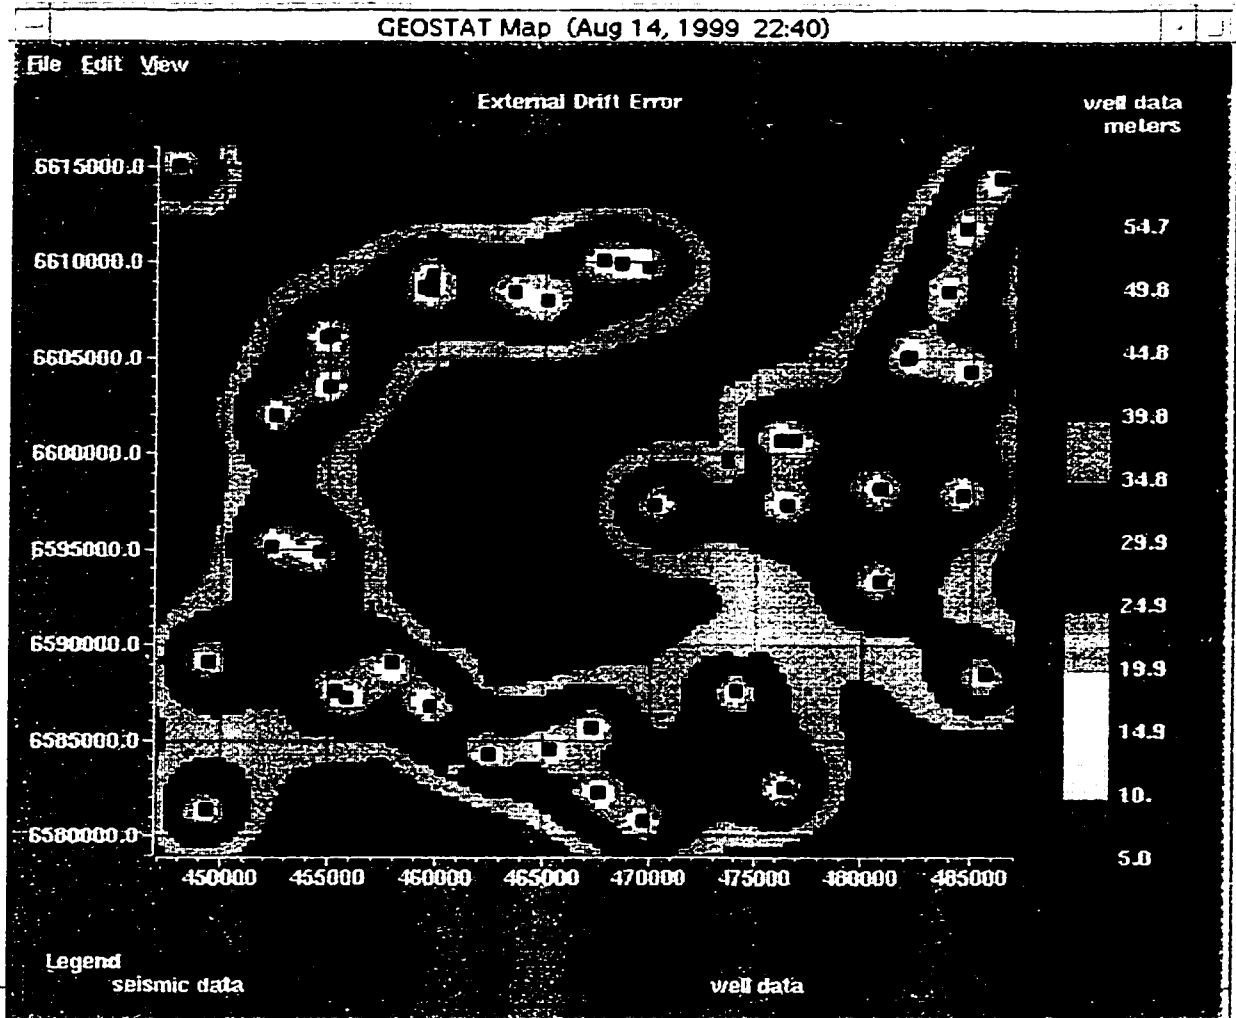 GEOSTAT Map (Aug 14, 1999 22:40)
File Edit View
External Drift Error
well data
meters
6615000.0
6610000.0
6605000.0
6600000.0
6595000.0
6590000.0
6585000.0
6580000.0
450000 455000 460000 465000 470000 475000 480000 485000
54.7
49.8
44.8
39.8
34.8
29.9
24.9
19.9
14.9
10.
5.0
Legend
seismic data
well data